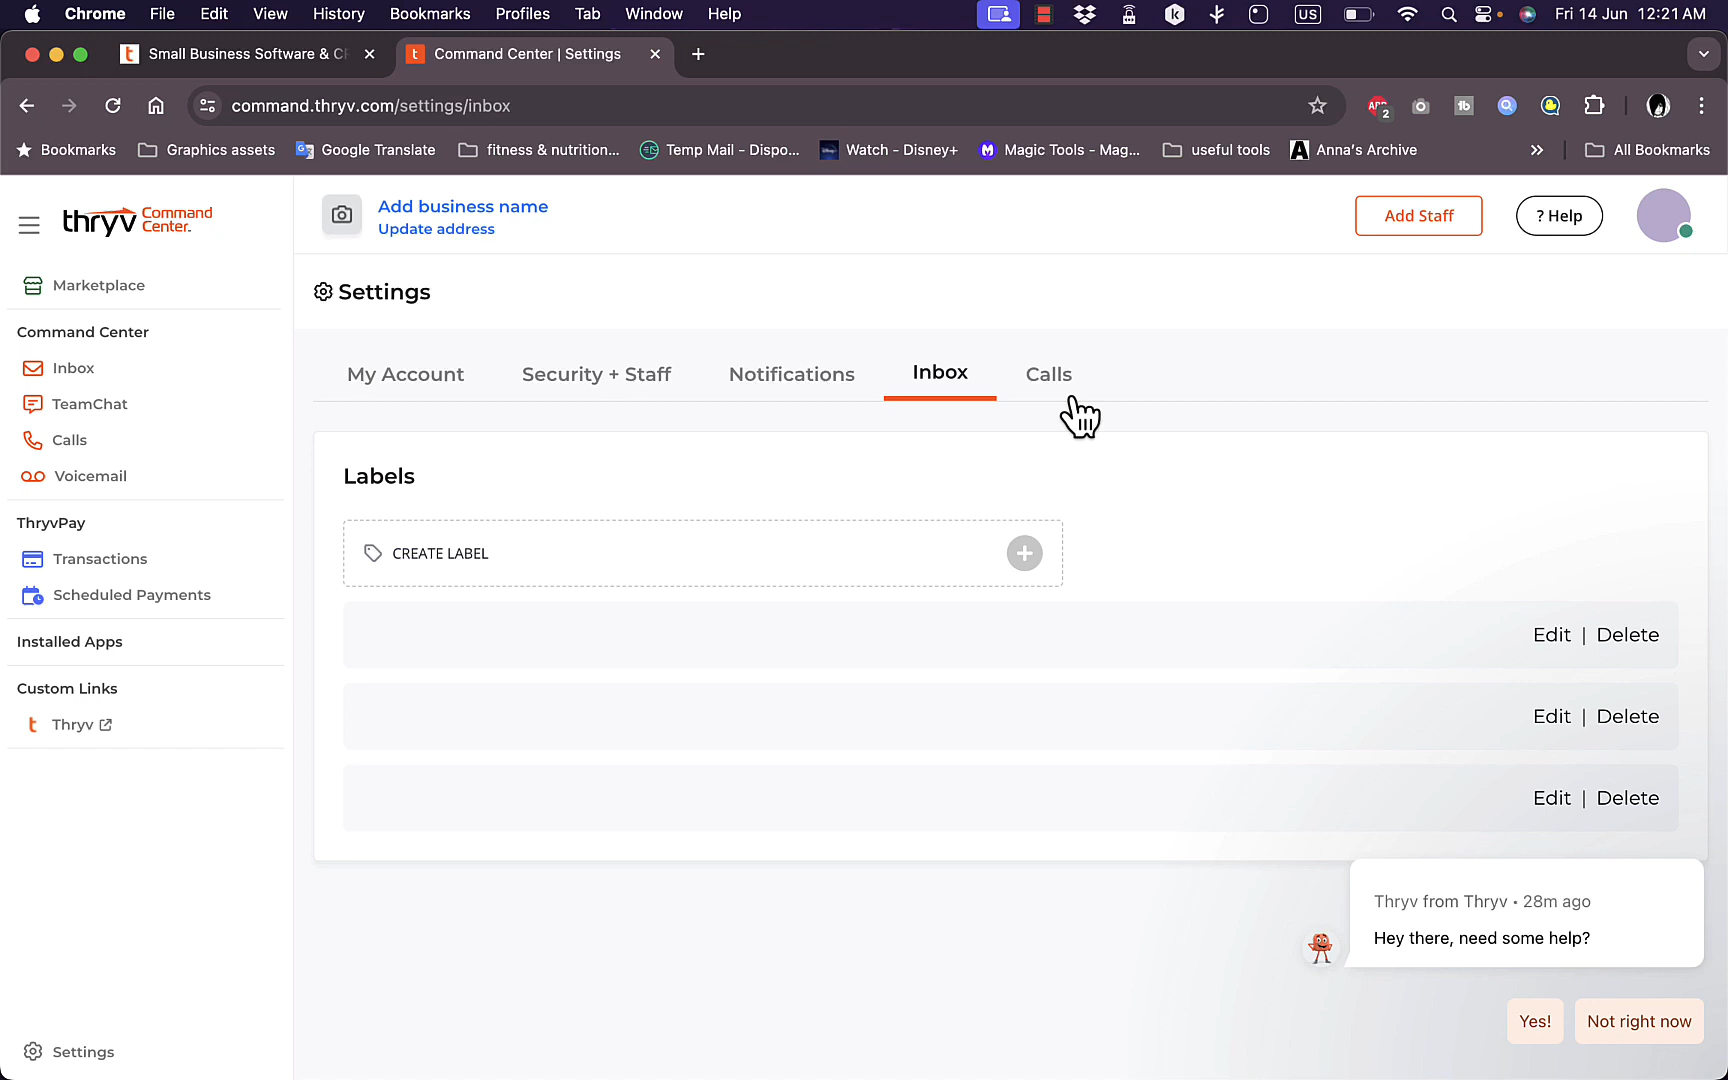 Chrome File Edit View History Bookmarks Profiles Tab Window Help US Fri 14 Jun 12:21 AM
Small Business Software & C
Command Center | Settings
command.thryv.com/settings/inbox
ABP 2 tb
Bookmarks Graphics assets Google Translate fitness & nutrition... Temp Mail - Dispo... Watch - Disney+ Magic Tools - Mag... useful tools Anna's Archive All Bookmarks
thryv Command Center.
Add business name
Update address
Add Staff
? Help
Marketplace
Command Center
Inbox
TeamChat
Calls
Voicemail
ThryvPay
Transactions
Scheduled Payments
Installed Apps
Custom Links
Thryv
Settings
Settings
My Account Security + Staff Notifications Inbox Calls
Labels
CREATE LABEL
Edit | Delete
Edit | Delete
Edit | Delete
Thryv from Thryv • 28m ago
Hey there, need some help?
Yes! Not right now